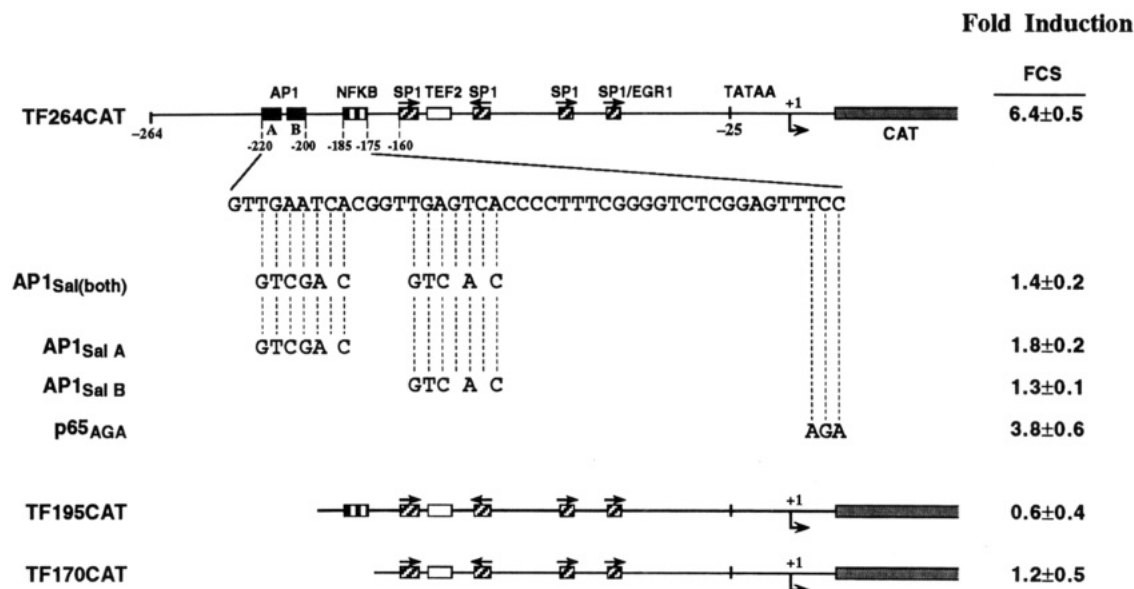 Fold Induction
FCS
AP1 NFKB SP1 TEF2 SP1 SP1 SP1/EGR1 TATAA +1
TF264CAT 6.4±0.5
A B CAT
-264 -220 -200 -185 -175 -160 -25
GTTGAATCACGGTTGAGTCACCCCTTTCGGGGTCTCGGAGTTTCC
AP1Sal(both) GTCGA C GTC A C 1.4±0.2
AP1Sal A GTCGA C 1.8±0.2
AP1Sal B GTC A C 1.3±0.1
p65AGA AGA 3.8±0.6
+1
TF195CAT 0.6±0.4
+1
TF170CAT 1.2±0.5